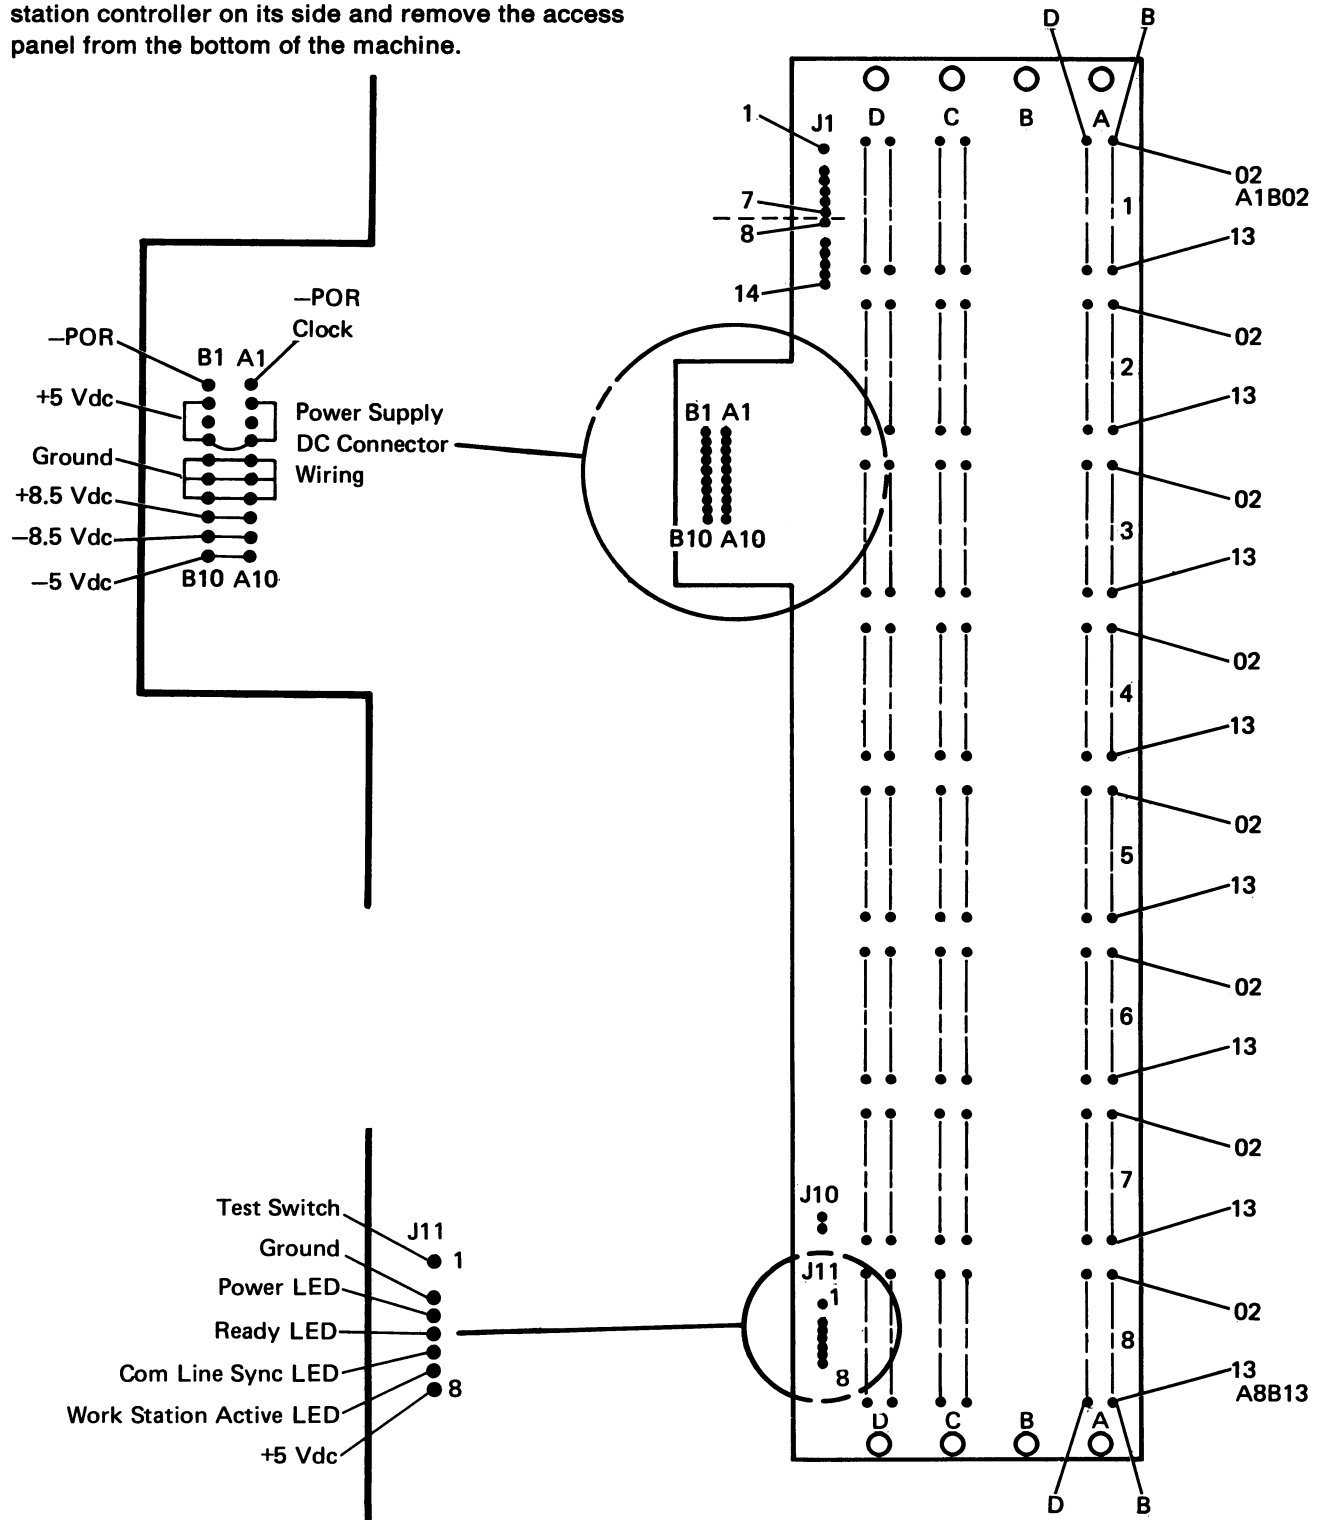 station controller on its side and remove the access
panel from the bottom of the machine.
D B
D C B A
J1
1
7
8
14
02
A1B02
1
13
02
2
13
02
3
13
02
4
13
02
5
13
02
6
13
02
7
13
02
8
13
A8B13
–POR
Clock
–POR
B1 A1
+5 Vdc
Power Supply
DC Connector
Wiring
Ground
+8.5 Vdc
–8.5 Vdc
–5 Vdc
B10 A10
B1 A1
B10 A10
Test Switch
J11
1
Ground
Power LED
Ready LED
Com Line Sync LED
8
Work Station Active LED
+5 Vdc
J10
J11
1
8
D C B A
D B